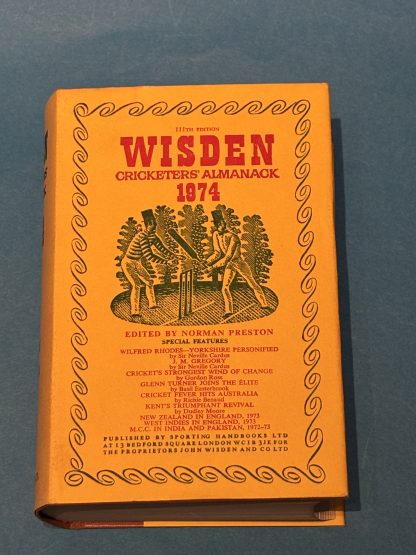 111TH EDITION
WISDEN
CRICKETERS' ALMANACK
1974
EDITED BY NORMAN PRESTON
SPECIAL FEATURES
WILFRED RHODES—YORKSHIRE PERSONIFIED
by Sir Neville Cardus
J. M. GREGORY
by Sir Neville Cardus
CRICKET'S STRONGEST WIND OF CHANGE
by Gordon Ross
GLENN TURNER JOINS THE ÉLITE
by Basil Easterbrook
CRICKET FEVER HITS AUSTRALIA
by Richie Benaud
KENT'S TRIUMPHANT REVIVAL
by Dudley Moore
NEW ZEALAND IN ENGLAND, 1973
WEST INDIES IN ENGLAND, 1973
M.C.C. IN INDIA AND PAKISTAN, 1972–73
PUBLISHED BY SPORTING HANDBOOKS LTD
AT 13 BEDFORD SQUARE LONDON WC1B 3JE FOR
THE PROPRIETORS JOHN WISDEN AND CO LTD